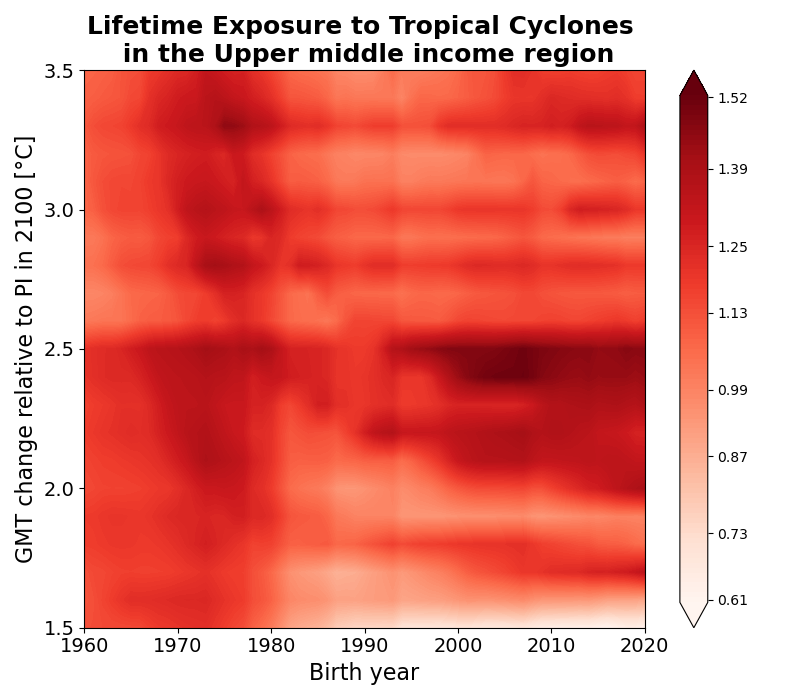 Lifetime Exposure to Tropical Cyclones
in the Upper middle income region
GMT change relative to PI in 2100 [°C]
3.5
3.0
2.5
2.0
1.5
1960 1970 1980 1990 2000 2010 2020
Birth year
1.52
1.39
1.25
1.13
0.99
0.87
0.73
0.61